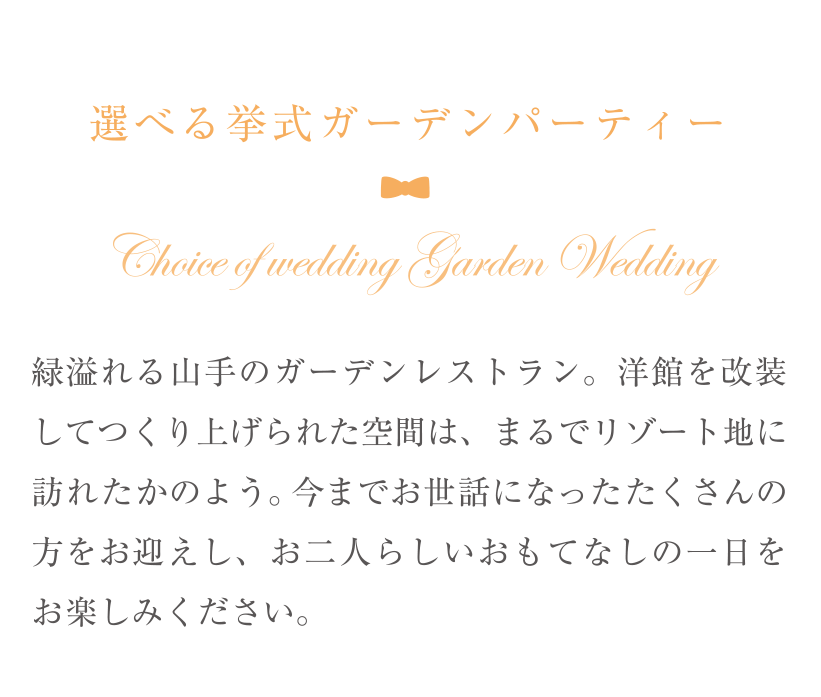 選べる挙式ガーデンパーティー
Choice of wedding Garden Wedding
緑溢れる山手のガーデンレストラン。洋館を改装
してつくり上げられた空間は、まるでリゾート地に
訪れたかのよう。今までお世話になったたくさんの
方をお迎えし、お二人らしいおもてなしの一日を
お楽しみください。